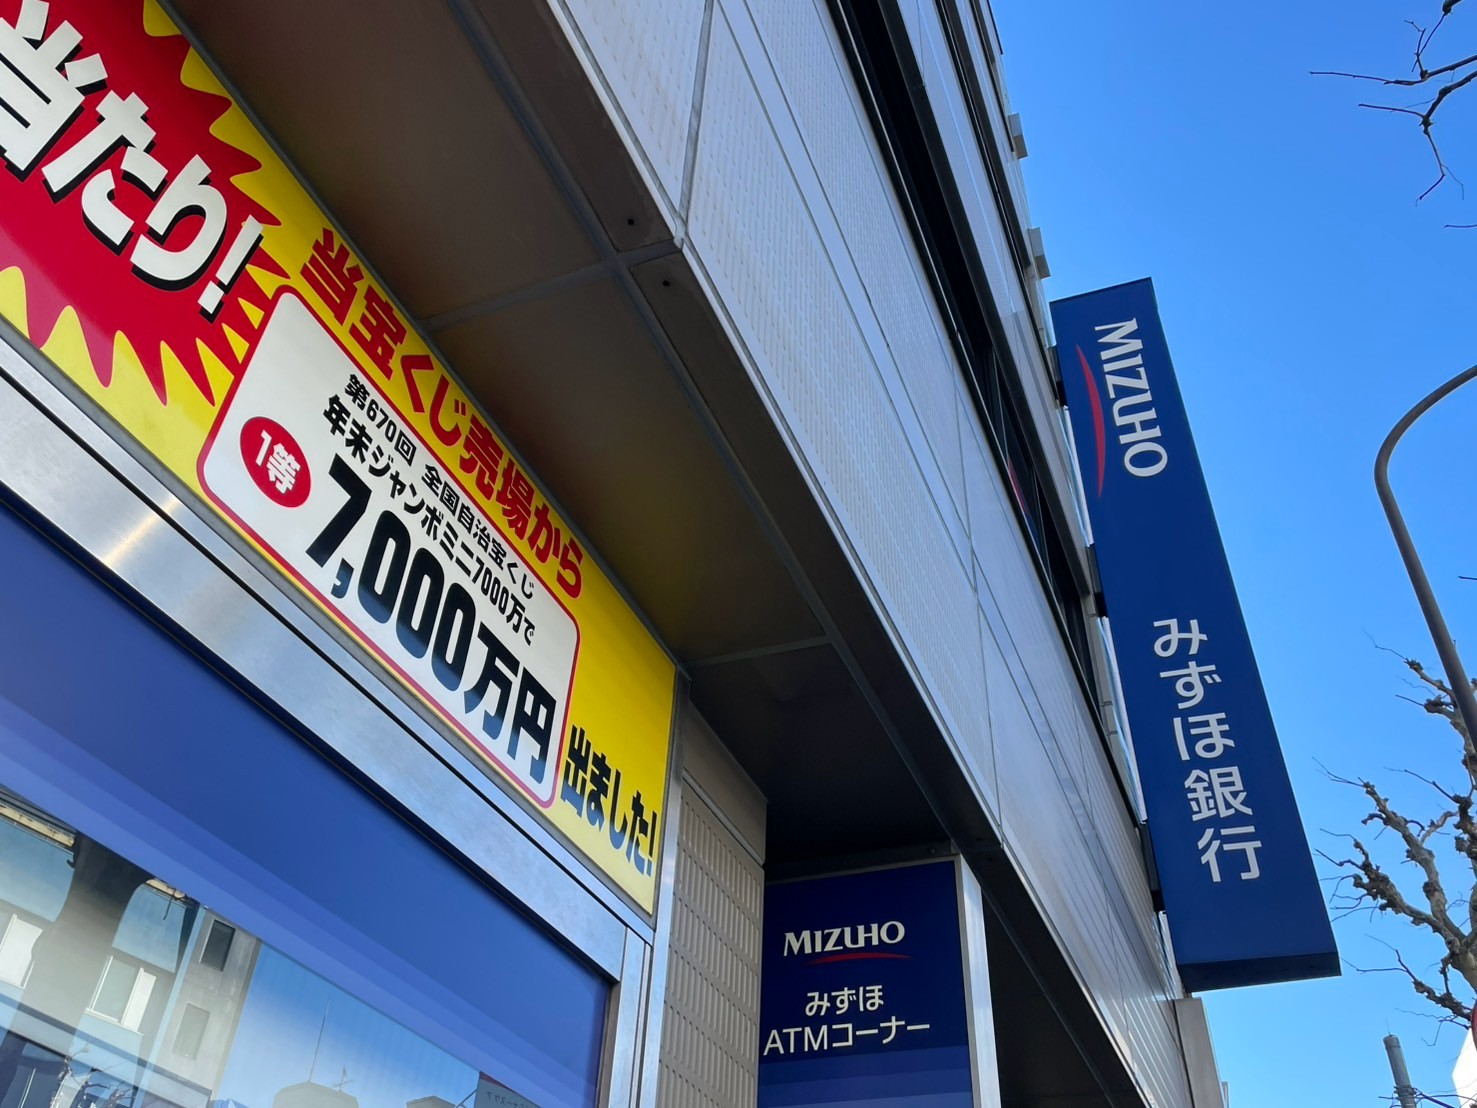 当たり!
当宝くじ売場から
第670回 全国自治宝くじ
年末ジャンボミニ7000万で
1等
7,000万円
出ました!
MIZUHO
みずほ銀行
MIZUHO
みずほ
ATMコーナー